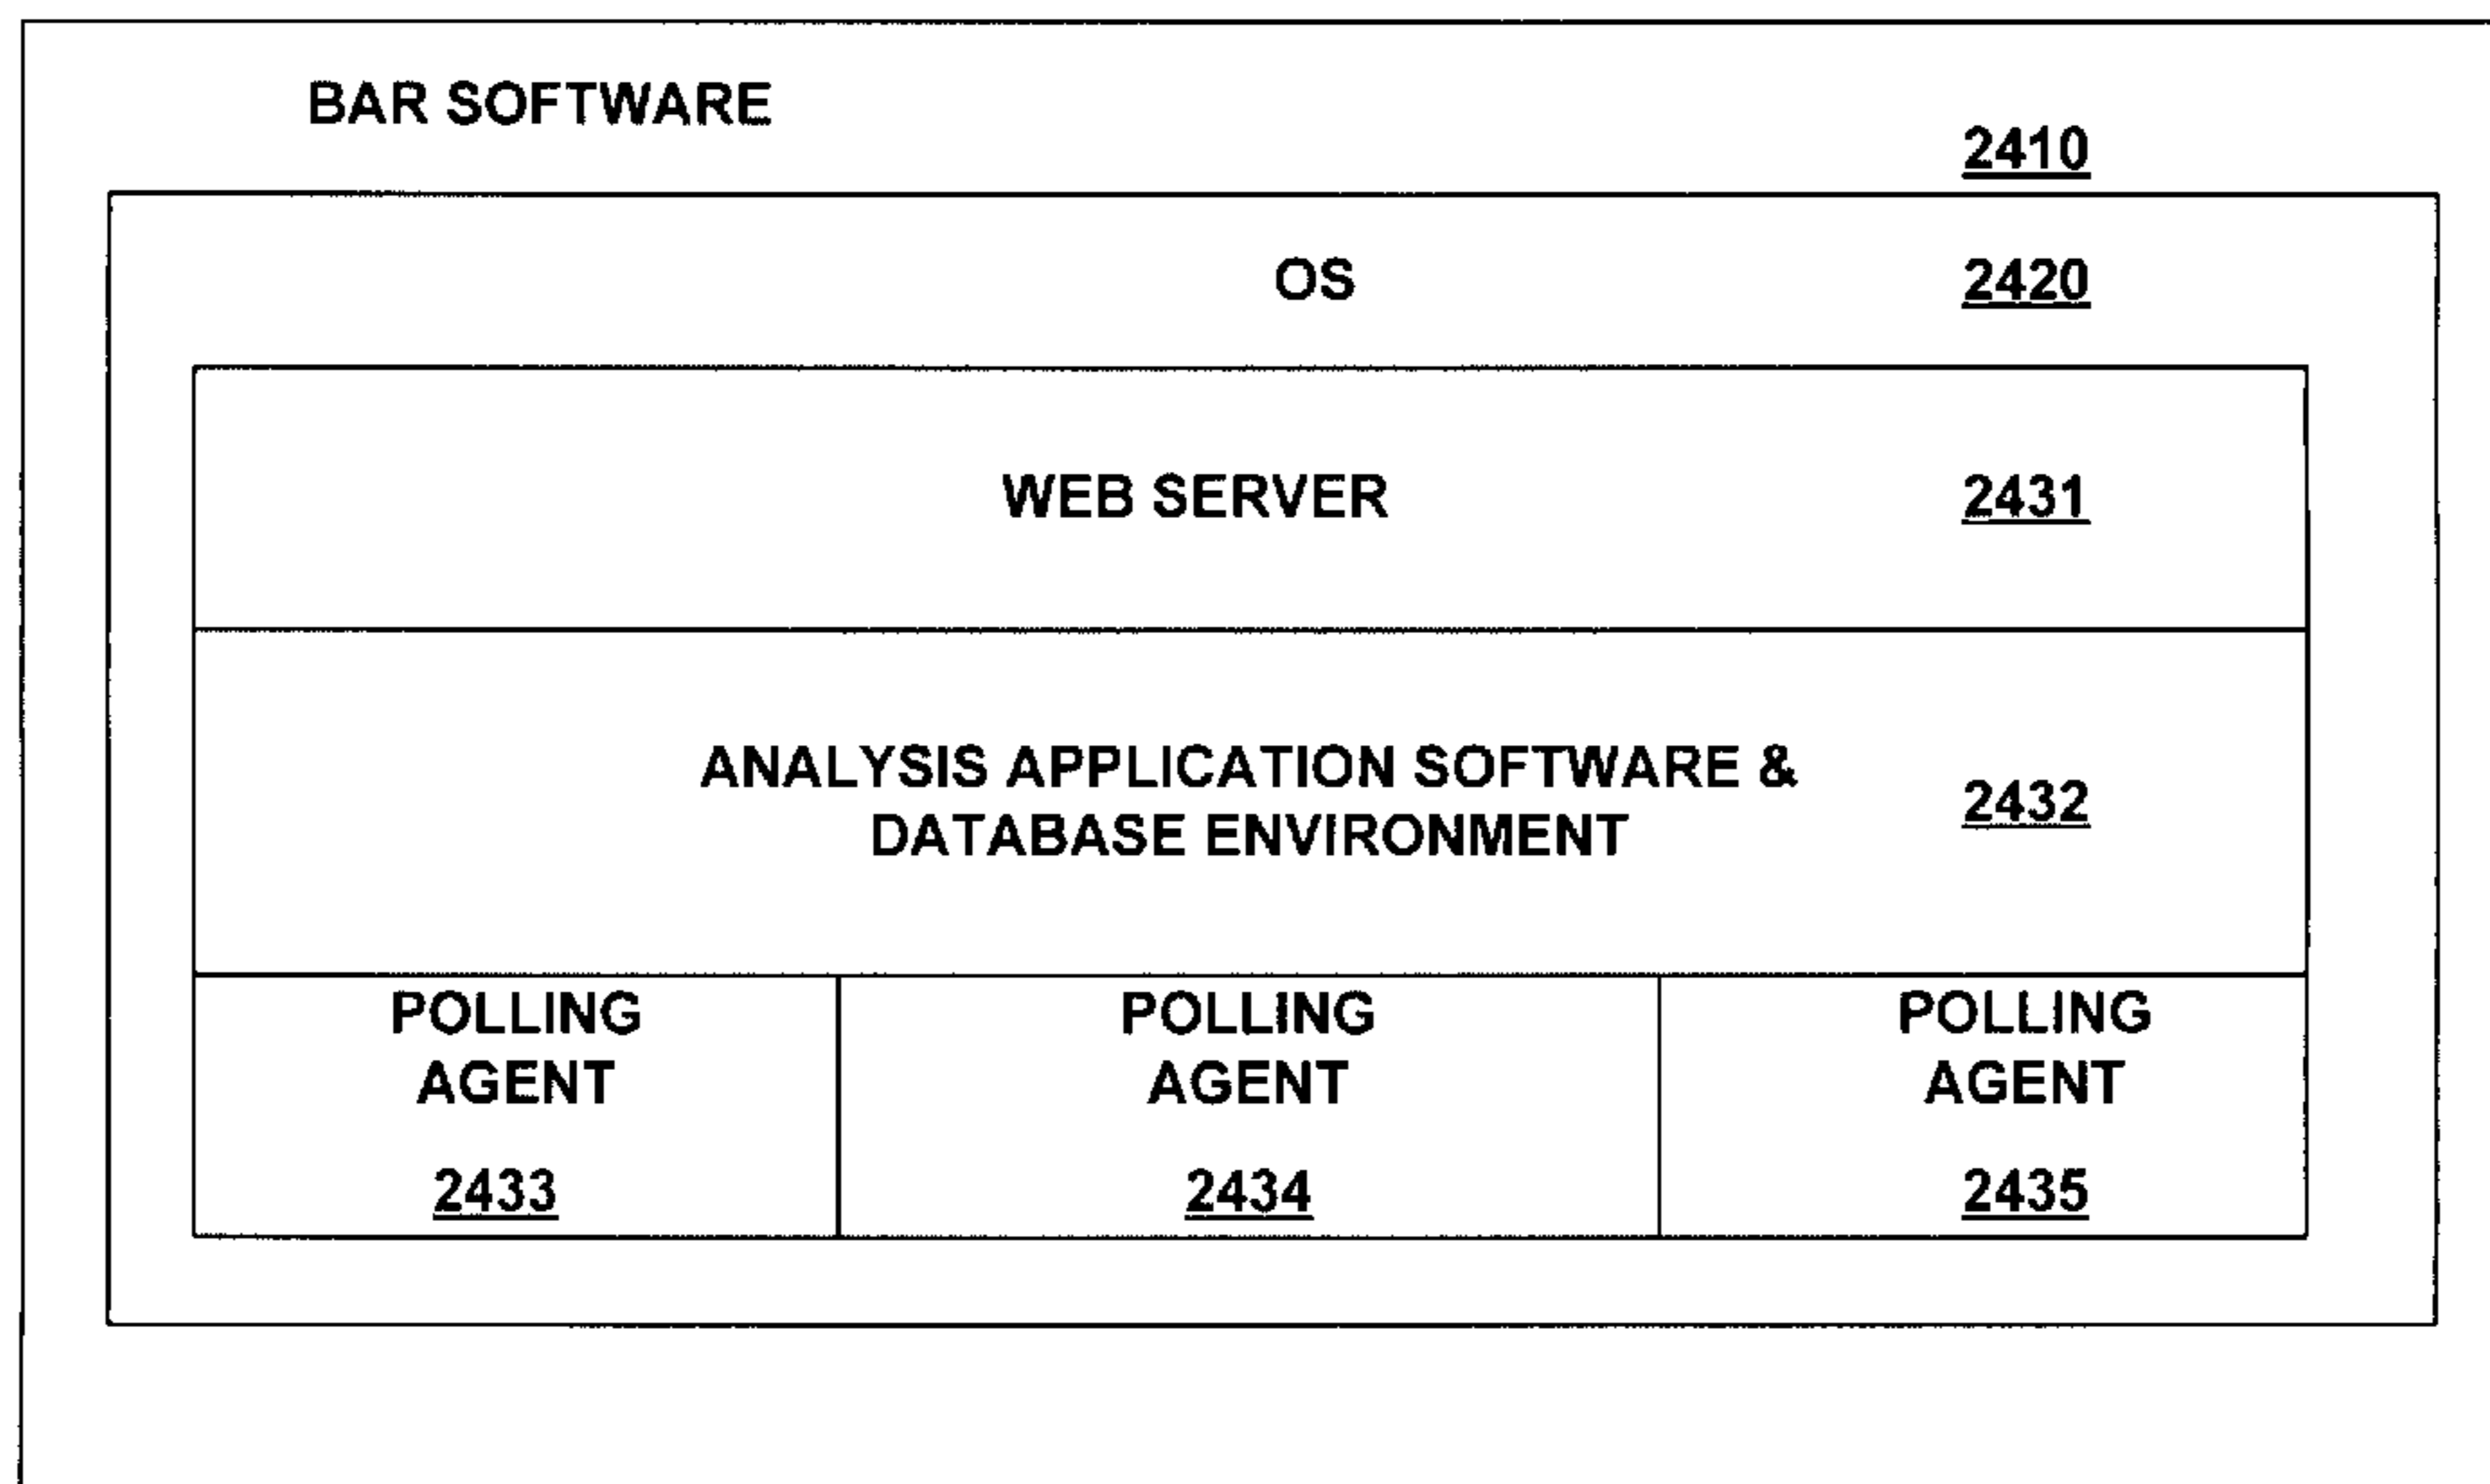 BAR SOFTWARE
2410
OS 2420
WEB SERVER 2431
ANALYSIS APPLICATION SOFTWARE &
DATABASE ENVIRONMENT
2432
POLLING
AGENT
2433
POLLING
AGENT
2434
POLLING
AGENT
2435